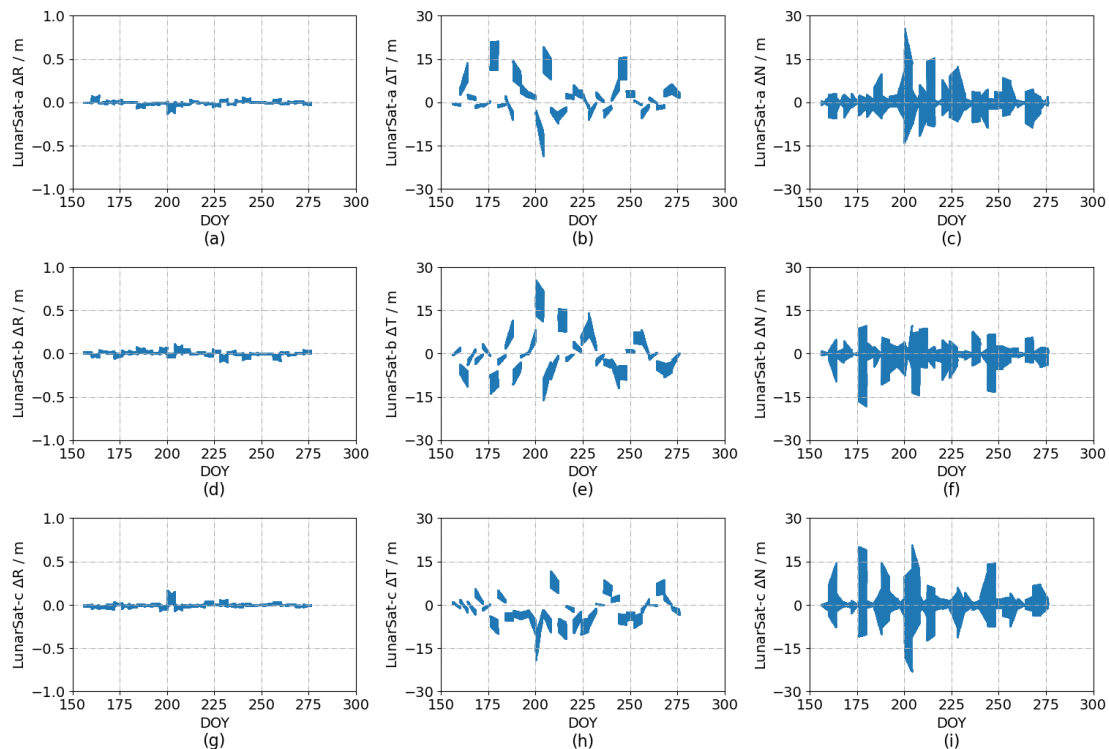 1.0
0.5
0.0
−0.5
−1.0
LunarSat-a ΔR / m
150 175 200 225 250 275 300
DOY
(a)
30
15
0
−15
−30
LunarSat-a ΔT / m
150 175 200 225 250 275 300
DOY
(b)
30
15
0
−15
−30
LunarSat-a ΔN / m
150 175 200 225 250 275 300
DOY
(c)
1.0
0.5
0.0
−0.5
−1.0
LunarSat-b ΔR / m
150 175 200 225 250 275 300
DOY
(d)
30
15
0
−15
−30
LunarSat-b ΔT / m
150 175 200 225 250 275 300
DOY
(e)
30
15
0
−15
−30
LunarSat-b ΔN / m
150 175 200 225 250 275 300
DOY
(f)
1.0
0.5
0.0
−0.5
−1.0
LunarSat-c ΔR / m
150 175 200 225 250 275 300
DOY
(g)
30
15
0
−15
−30
LunarSat-c ΔT / m
150 175 200 225 250 275 300
DOY
(h)
30
15
0
−15
−30
LunarSat-c ΔN / m
150 175 200 225 250 275 300
DOY
(i)